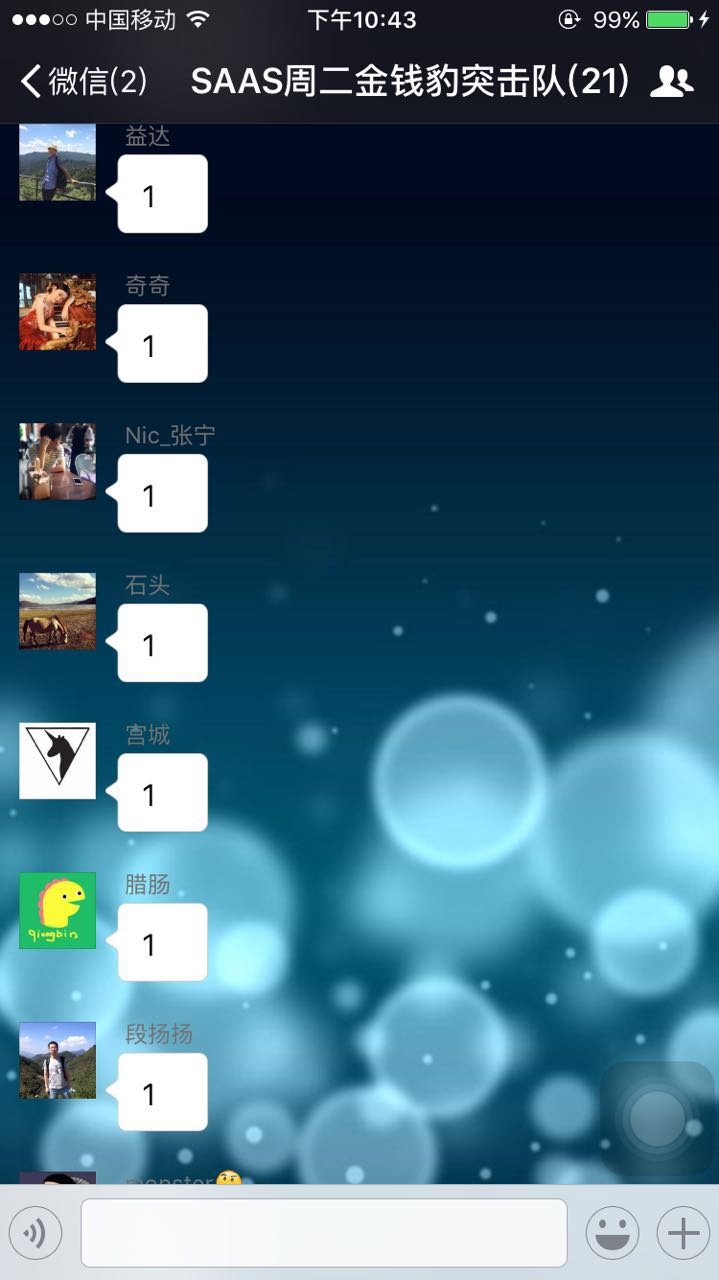 中国移动
下午10:43
99%
微信(2)
SAAS周二金钱豹突击队(21)
益达
1
奇奇
1
Nic_张宁
1
石头
1
宫城
1
腊肠
qiongbin
1
段扬扬
1
monster🤔